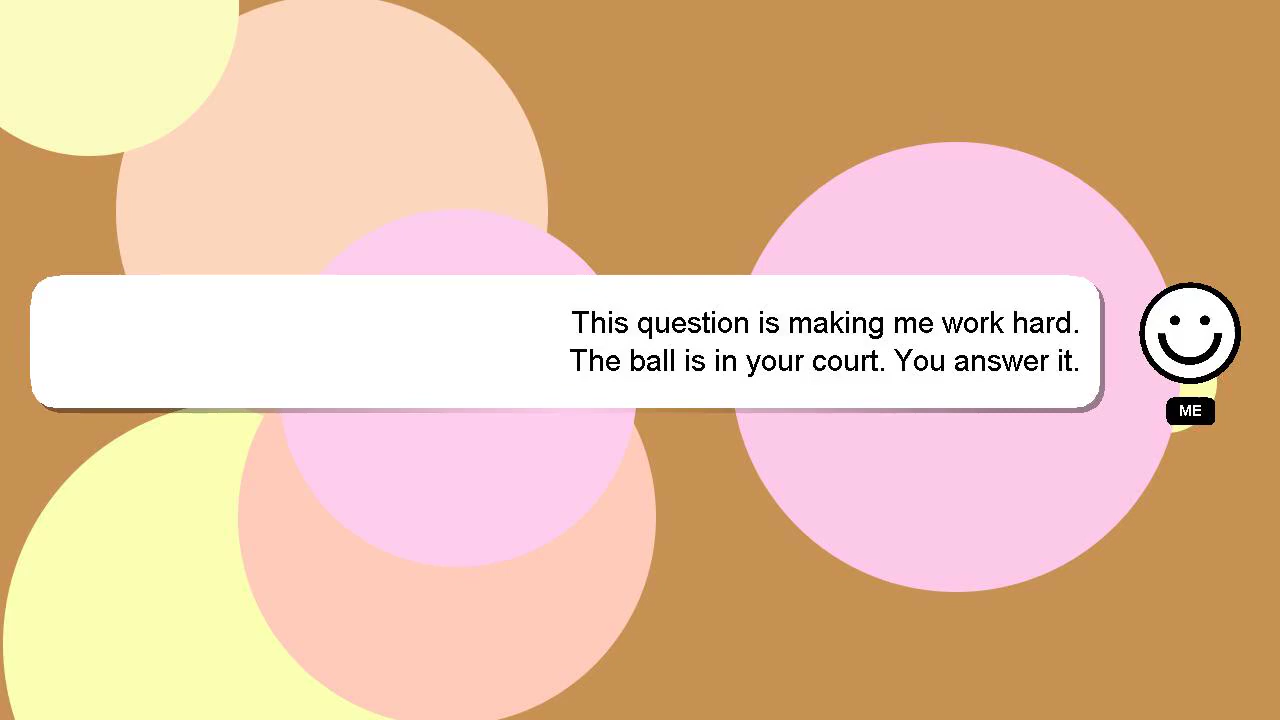 This question is making me work hard.
The ball is in your court. You answer it.
ME